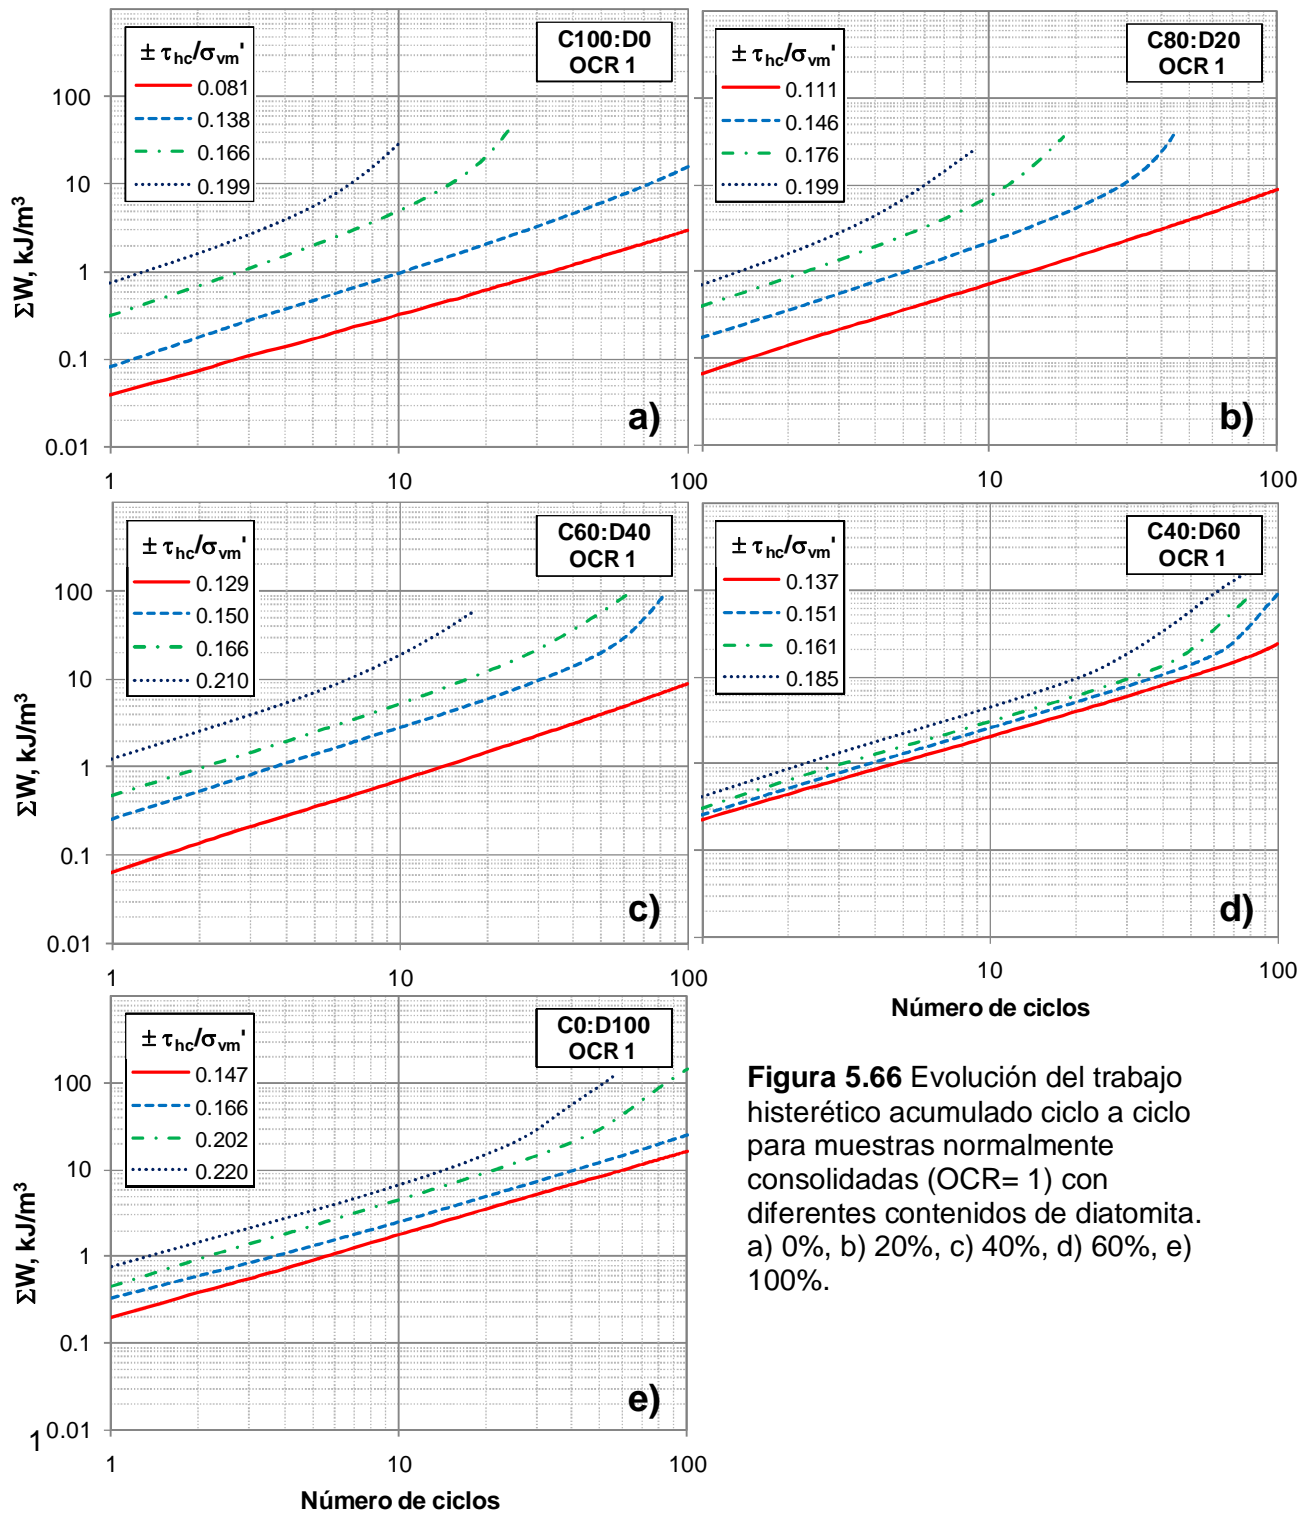 ± τhc/σvm'
0.081
0.138
0.166
0.199
C100:D0
OCR 1
100
10
1
0.1
0.01
ΣW, kJ/m³
a)
1
10
100
± τhc/σvm'
0.111
0.146
0.176
0.199
C80:D20
OCR 1
b)
10
100
± τhc/σvm'
0.129
0.150
0.166
0.210
C60:D40
OCR 1
100
10
1
0.1
0.01
ΣW, kJ/m³
c)
1
10
100
± τhc/σvm'
0.137
0.151
0.161
0.185
C40:D60
OCR 1
d)
10
100
Número de ciclos
± τhc/σvm'
0.147
0.166
0.202
0.220
C0:D100
OCR 1
100
10
1
0.1
0.01
1
ΣW, kJ/m³
e)
1
10
100
Número de ciclos
Figura 5.66 Evolución del trabajo
histerético acumulado ciclo a ciclo
para muestras normalmente
consolidadas (OCR= 1) con
diferentes contenidos de diatomita.
a) 0%, b) 20%, c) 40%, d) 60%, e)
100%.